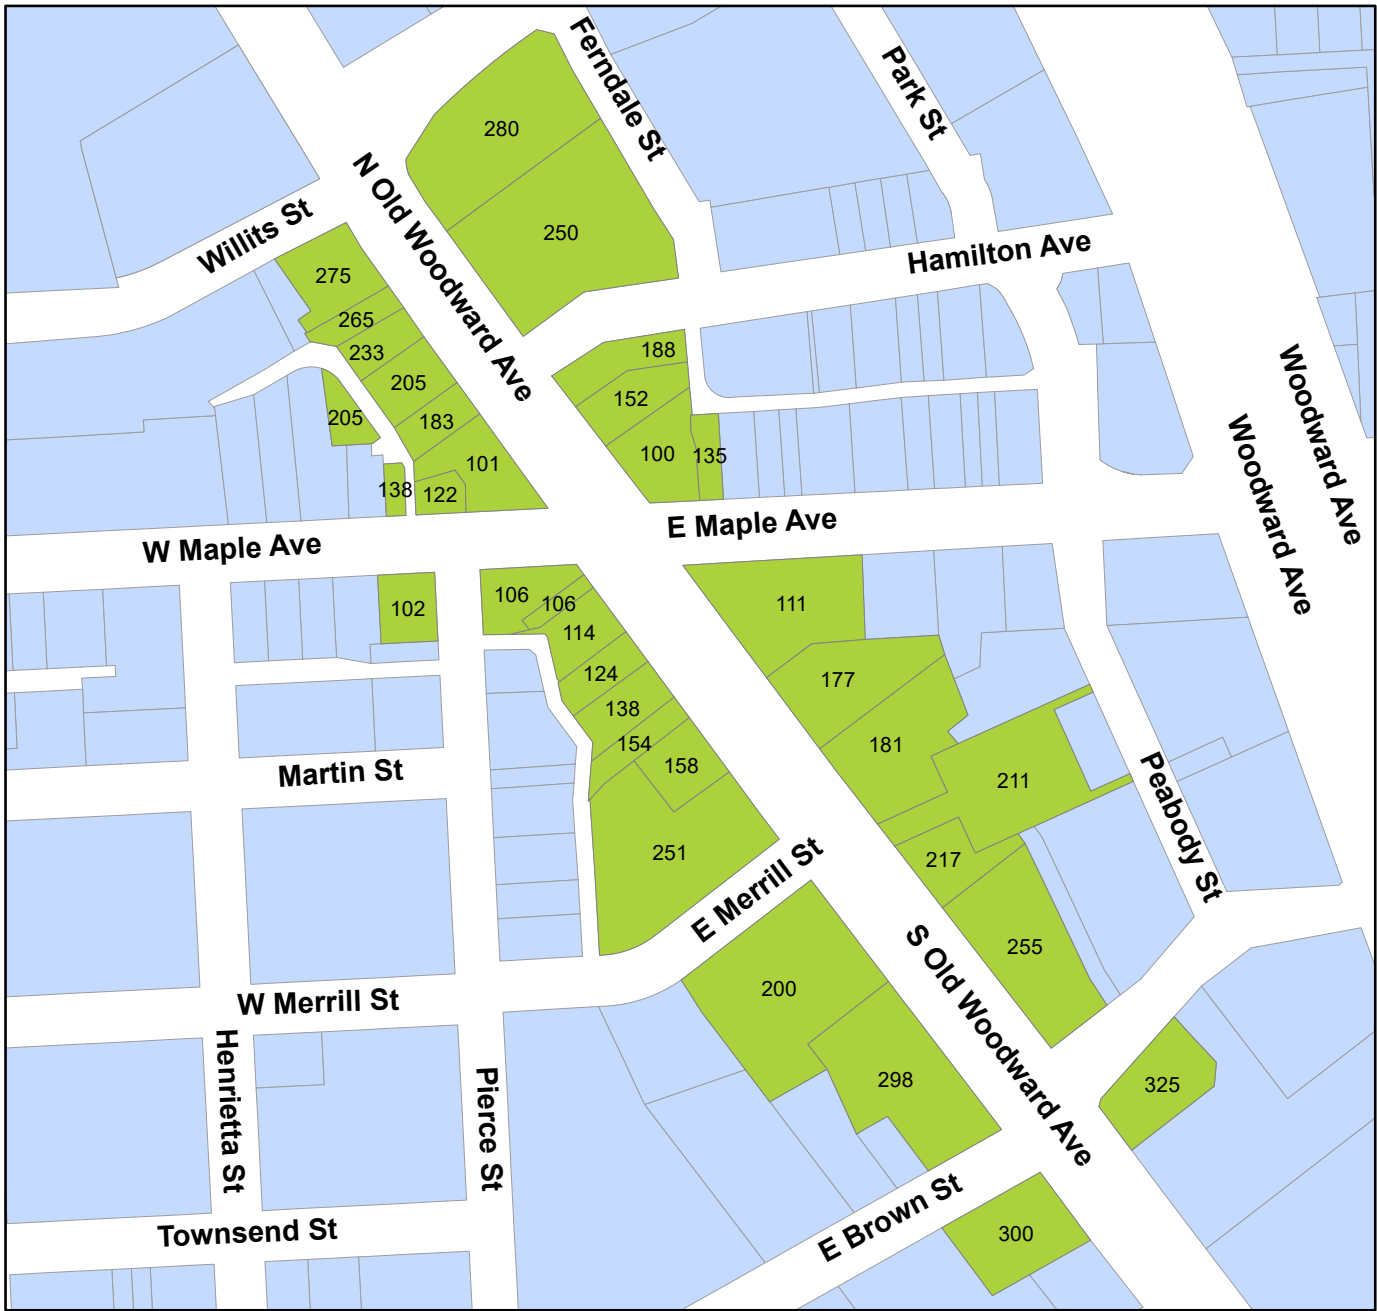 Ferndale St
Park St
280
N Old Woodward Ave
Willits St
250
Hamilton Ave
275
265
233
188
205
152
205
183
100
135
101
138
122
Woodward Ave
Woodward Ave
E Maple Ave
W Maple Ave
106
106
102
111
114
124
177
138
154
181
158
Martin St
211
Peabody St
251
217
E Merrill St
255
S Old Woodward Ave
200
W Merrill St
298
325
Henrietta St
Pierce St
E Brown St
Townsend St
300